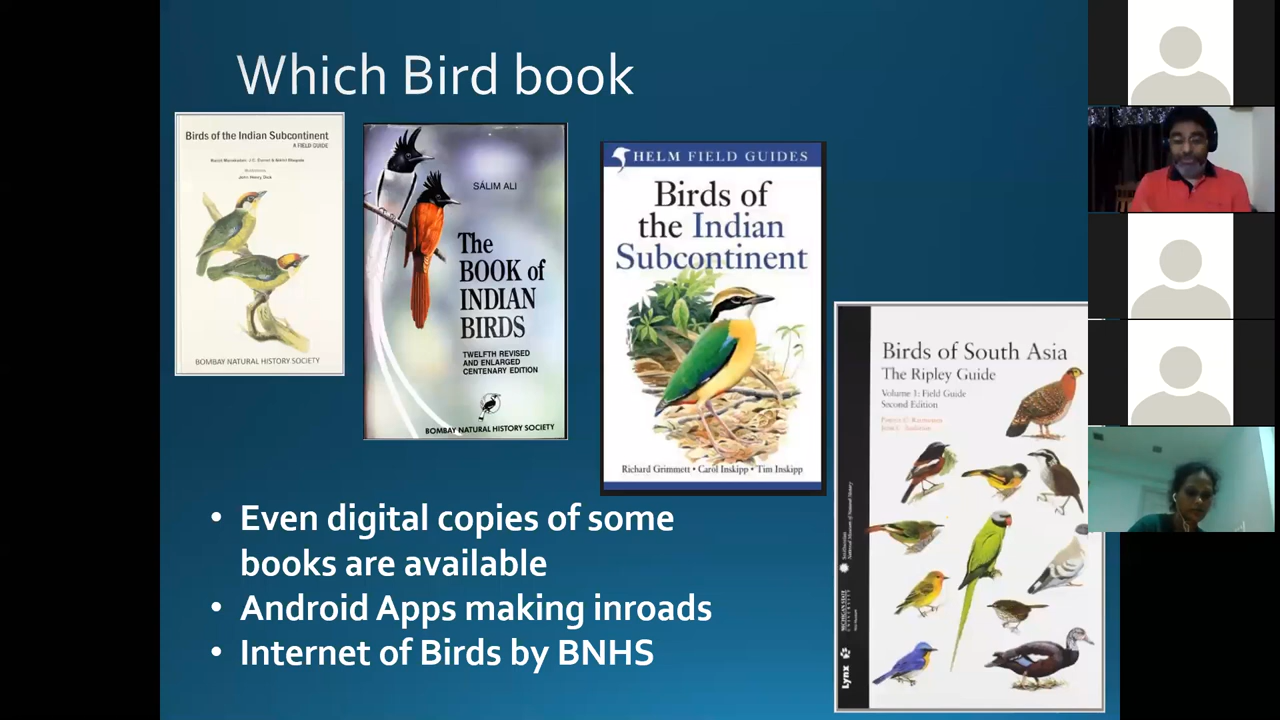 Which Bird book
Birds of the Indian Subcontinent
A FIELD GUIDE
BOMBAY NATURAL HISTORY SOCIETY
SÁLIM ALI
The
BOOK of
INDIAN
BIRDS
TWELFTH REVISED
AND ENLARGED
CENTENARY EDITION
BOMBAY NATURAL HISTORY SOCIETY
HELM FIELD GUIDES
Birds of
the Indian
Subcontinent
Richard Grimmett • Carol Inskipp • Tim Inskipp
Birds of South Asia
The Ripley Guide
Volume 1: Field Guide
Second Edition
Lynx
• Even digital copies of some
books are available
• Android Apps making inroads
• Internet of Birds by BNHS